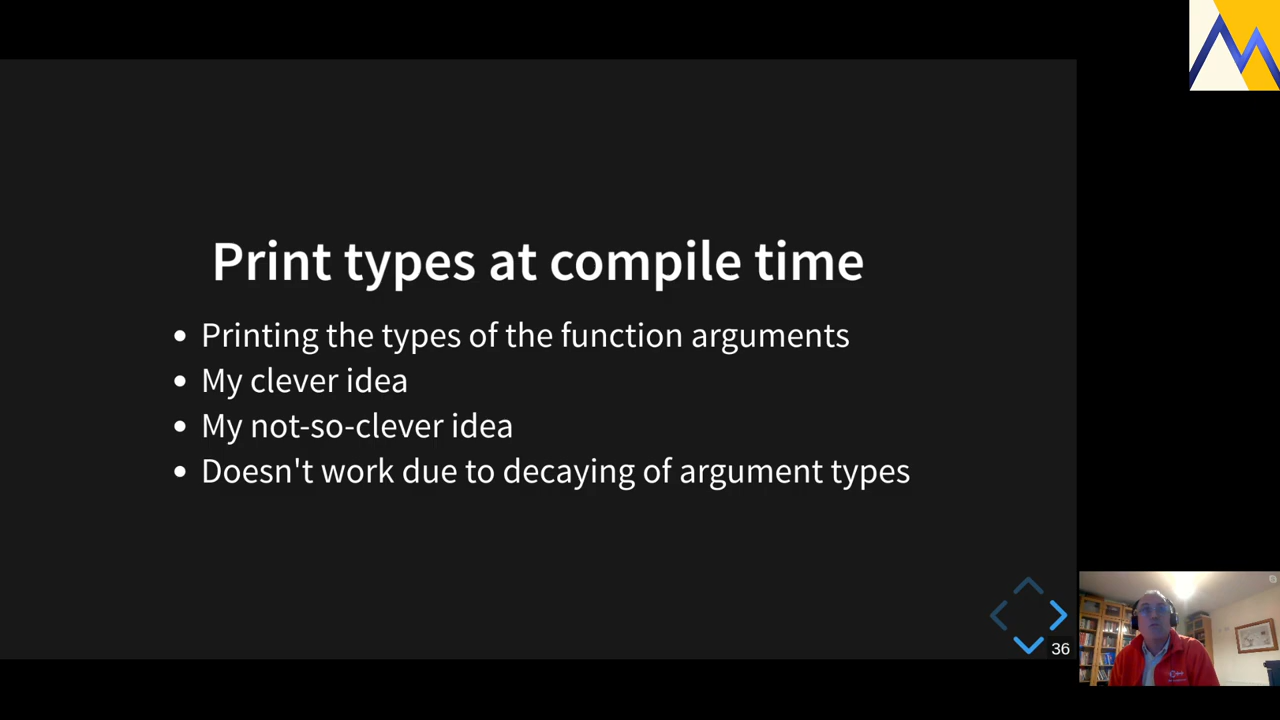 Print types at compile time
Printing the types of the function arguments
My clever idea
My not-so-clever idea
Doesn't work due to decaying of argument types
36
C++